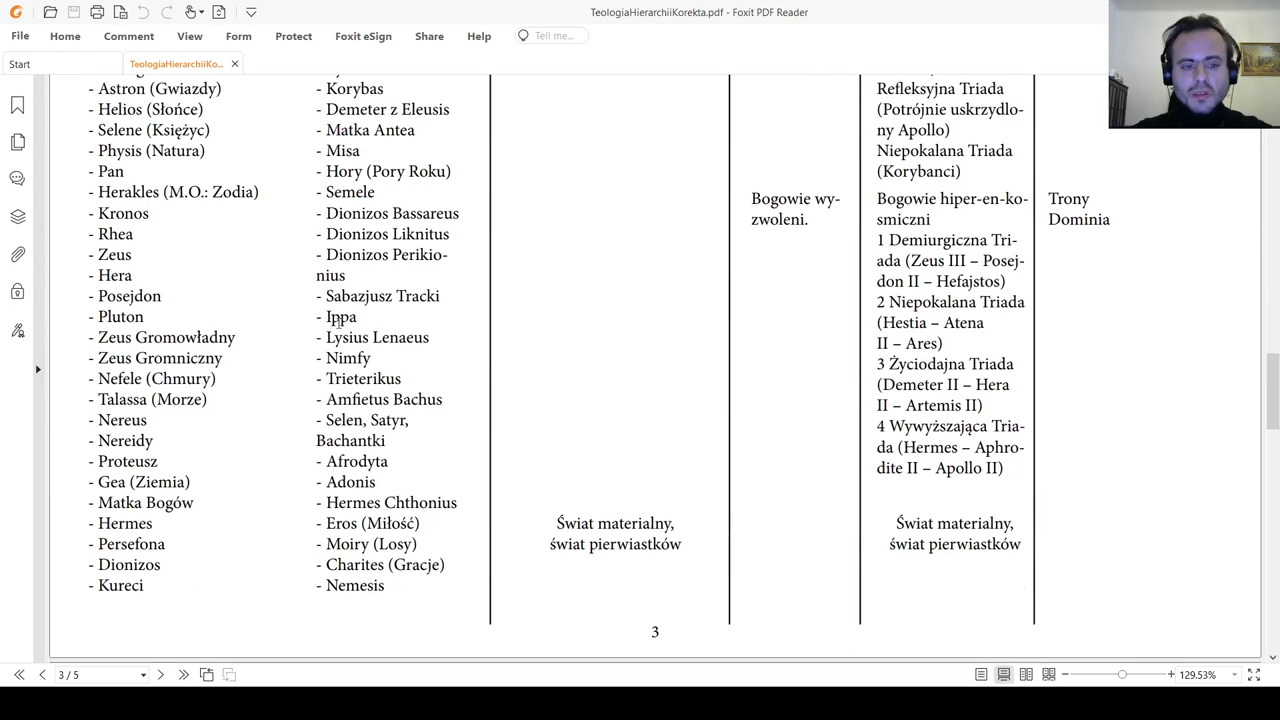 TeologiaHierarchiiKorekta.pdf - Foxit PDF Reader
File Home Comment View Form Protect Foxit eSign Share Help Tell me...
Start TeologiaHierarchiiKo...
- Astron (Gwiazdy)
- Helios (Słońce)
- Selene (Księżyc)
- Physis (Natura)
- Pan
- Herakles (M.O.: Zodia)
- Kronos
- Rhea
- Zeus
- Hera
- Posejdon
- Pluton
- Zeus Gromowładny
- Zeus Gromniczny
- Nefele (Chmury)
- Talassa (Morze)
- Nereus
- Nereidy
- Proteusz
- Gea (Ziemia)
- Matka Bogów
- Hermes
- Persefona
- Dionizos
- Kureci
- Korybas
- Demeter z Eleusis
- Matka Antea
- Misa
- Hory (Pory Roku)
- Semele
- Dionizos Bassareus
- Dionizos Liknitus
- Dionizos Perikio-
nius
- Sabazjusz Tracki
- Ippa
- Lysius Lenaeus
- Nimfy
- Trieterikus
- Amfietus Bachus
- Selen, Satyr,
Bachantki
- Afrodyta
- Adonis
- Hermes Chthonius
- Eros (Miłość)
- Moiry (Losy)
- Charites (Gracje)
- Nemesis
Świat materialny,
świat pierwiastków
Bogowie wy-
zwoleni.
Refleksyjna Triada
(Potrójnie uskrzydlo-
ny Apollo)
Niepokalana Triada
(Korybanci)
Bogowie hiper-en-ko-
smiczni
1 Demiurgiczna Tri-
ada (Zeus III – Posej-
don II – Hefajstos)
2 Niepokalana Triada
(Hestia – Atena
II – Ares)
3 Życiodajna Triada
(Demeter II – Hera
II – Artemis II)
4 Wywyższająca Tria-
da (Hermes – Aphro-
dite II – Apollo II)
Świat materialny,
świat pierwiastków
Trony
Dominia
3
3 / 5
129.53%